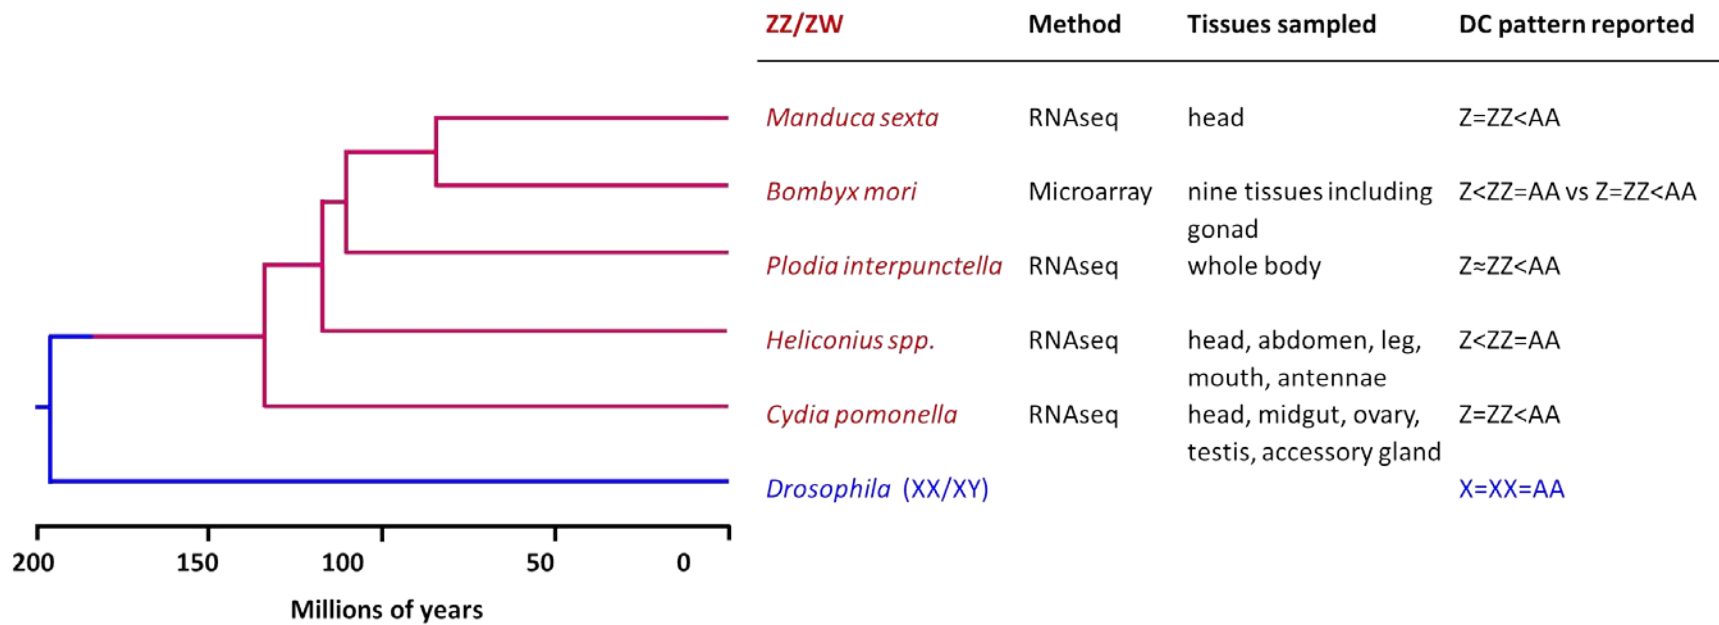 ZZ/ZW Method Tissues sampled DC pattern reported
Manduca sexta RNAseq head Z=ZZ<AA
Bombyx mori Microarray nine tissues including Z<ZZ=AA vs Z=ZZ<AA
gonad
Plodia interpunctella RNAseq whole body Z≈ZZ<AA
Heliconius spp. RNAseq head, abdomen, leg, Z<ZZ=AA
mouth, antennae
Cydia pomonella RNAseq head, midgut, ovary, Z=ZZ<AA
testis, accessory gland
Drosophila (XX/XY) X=XX=AA
200 150 100 50 0
Millions of years